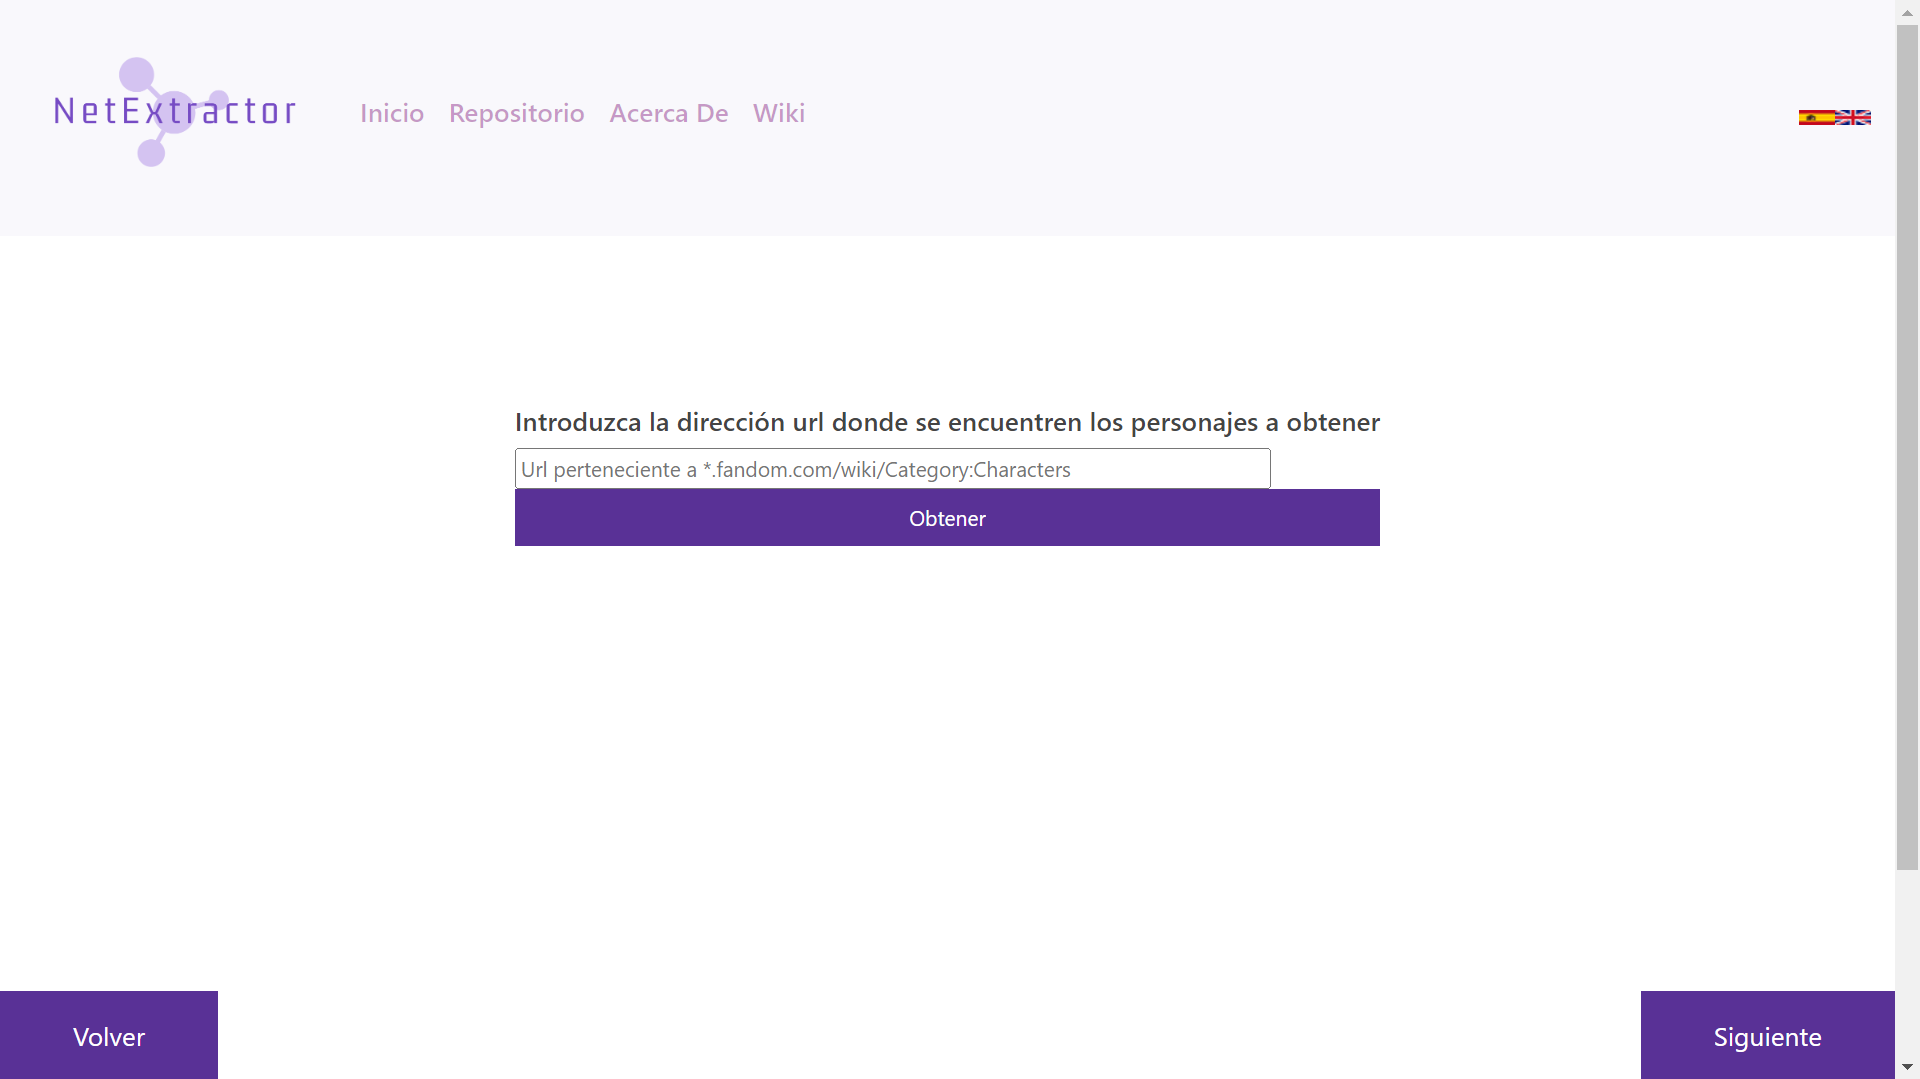 NetExtractor
Inicio Repositorio Acerca De Wiki
Introduzca la dirección url donde se encuentren los personajes a obtener
Url perteneciente a *.fandom.com/wiki/Category:Characters
Obtener
Volver
Siguiente